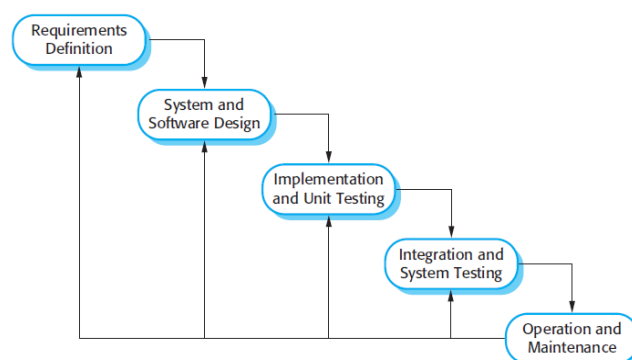 Requirements
Definition
System and
Software Design
Implementation
and Unit Testing
Integration and
System Testing
Operation and
Maintenance